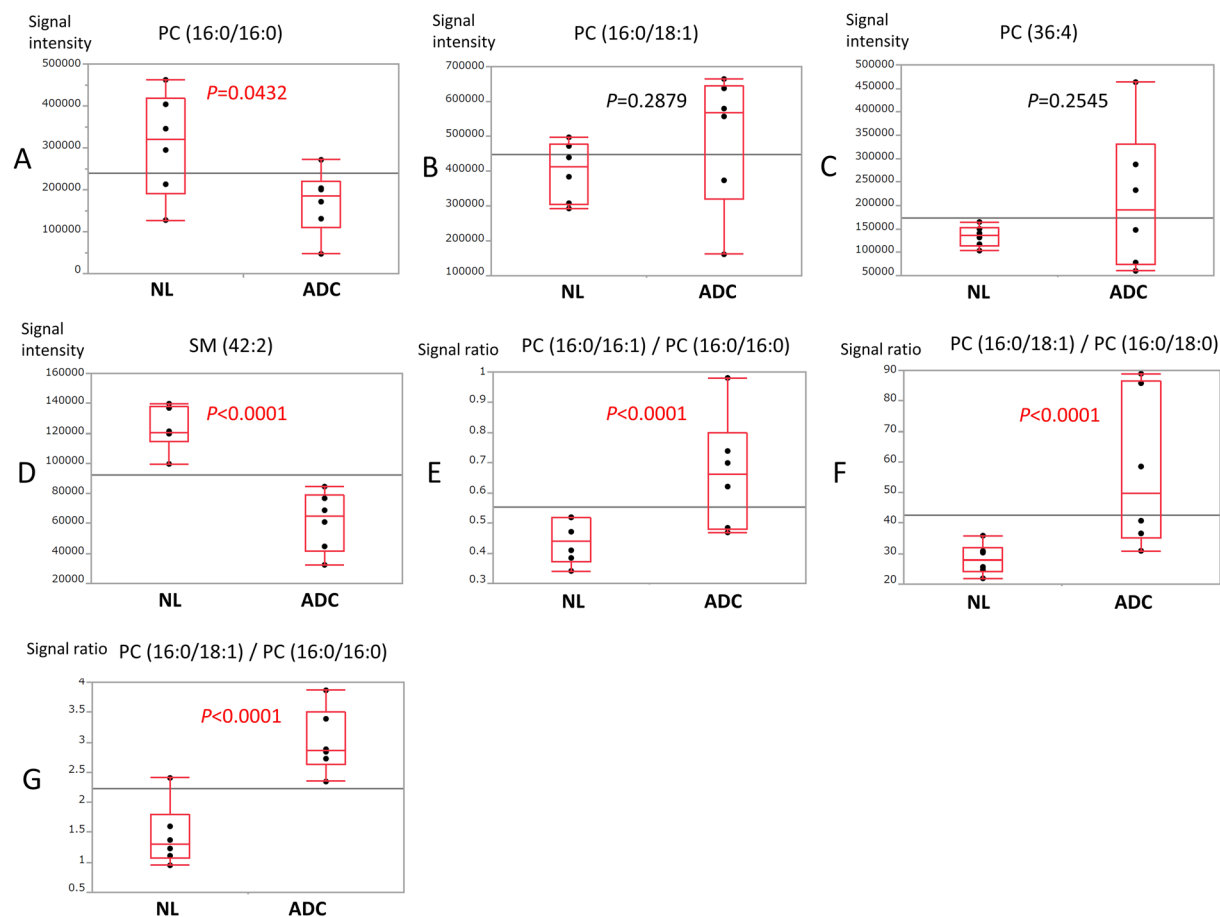 Signal
intensity
PC (16:0/16:0)
A
500000
400000
300000
200000
100000
0
P=0.0432
NL
ADC
Signal
intensity
PC (16:0/18:1)
B
700000
600000
500000
400000
300000
200000
100000
P=0.2879
NL
ADC
Signal
intensity
PC (36:4)
C
500000
450000
400000
350000
300000
250000
200000
150000
100000
50000
P=0.2545
NL
ADC
Signal
intensity
SM (42:2)
D
160000
140000
120000
100000
80000
60000
40000
20000
P<0.0001
NL
ADC
Signal ratio
PC (16:0/16:1) / PC (16:0/16:0)
E
1
0.9
0.8
0.7
0.6
0.5
0.4
0.3
P<0.0001
NL
ADC
Signal ratio
PC (16:0/18:1) / PC (16:0/18:0)
F
90
80
70
60
50
40
30
20
P<0.0001
NL
ADC
Signal ratio
PC (16:0/18:1) / PC (16:0/16:0)
G
4
3.5
3
2.5
2
1.5
1
0.5
P<0.0001
NL
ADC